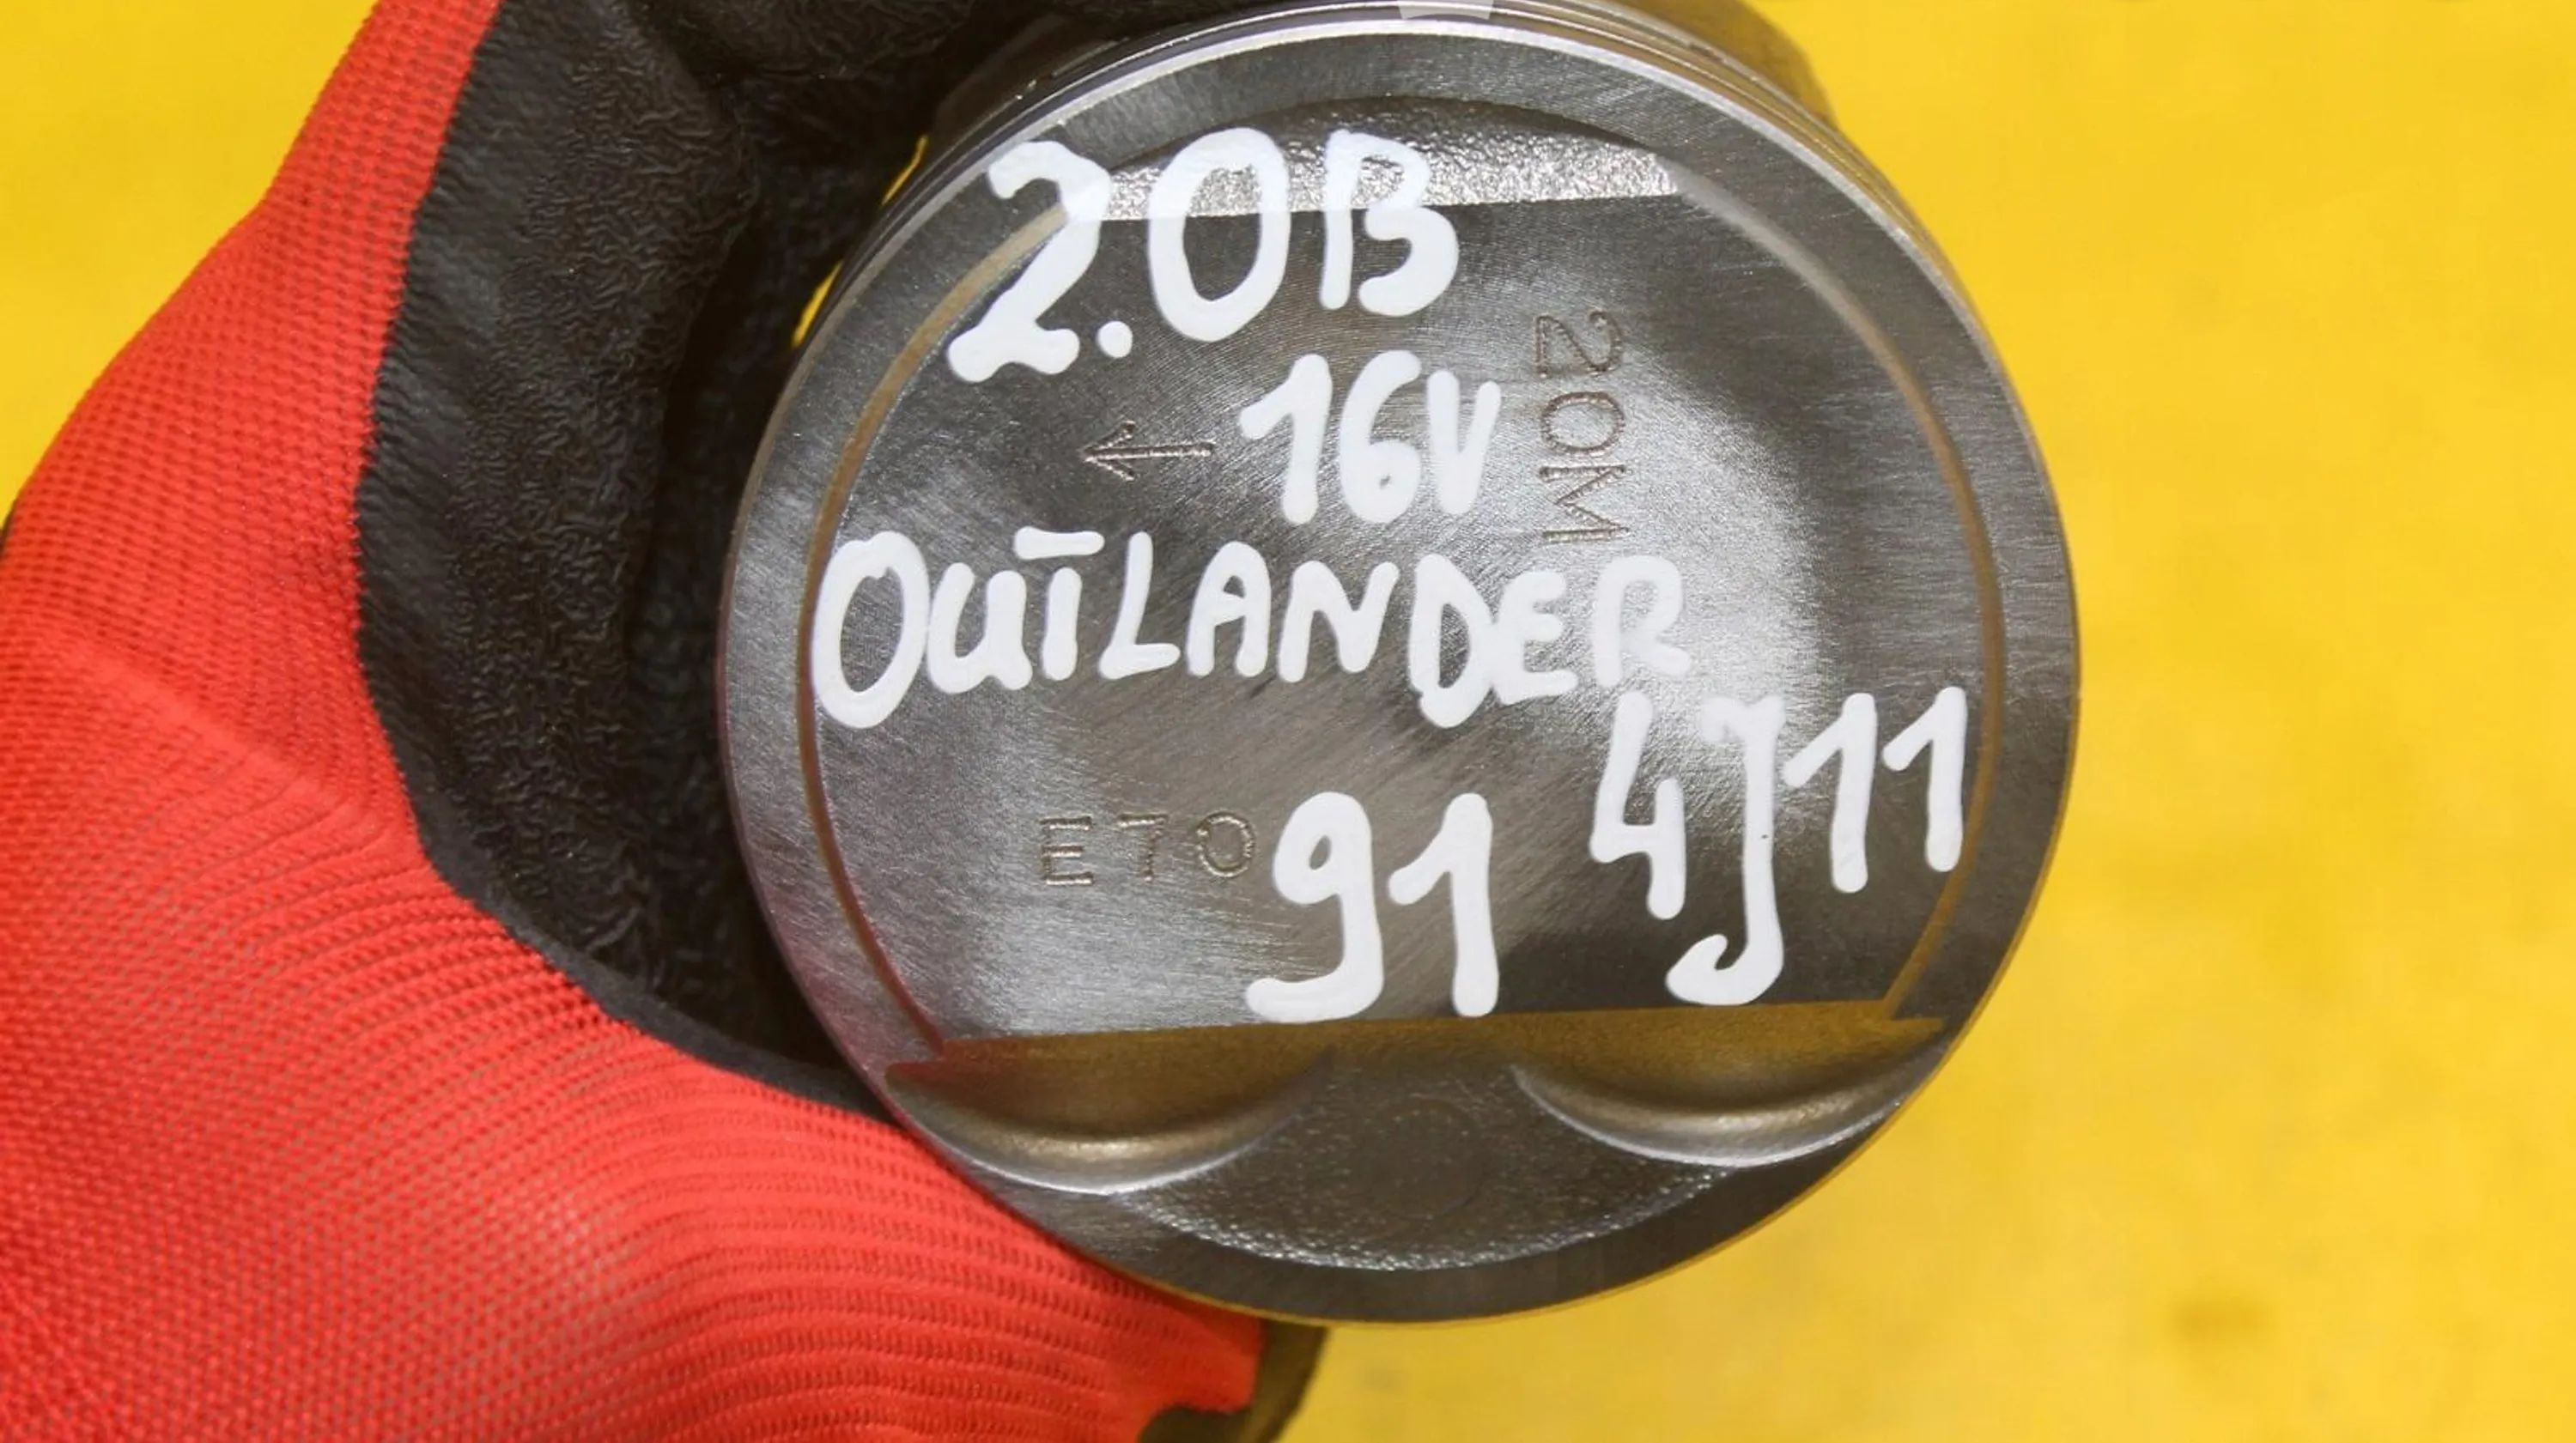 2.0B
16V
20M
OUTLANDER
4J11
E70
91